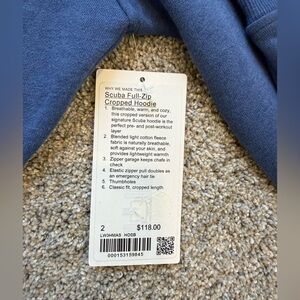 WHY WE MADE THIS
Scuba Full-Zip
Cropped Hoodie
1. Breathable, warm, and cozy,
this cropped version of our
signature Scuba hoodie is the
perfect pre- and post-workout
layer
2. Blended light cotton fleece
fabric is naturally breathable,
soft against your skin, and
provides lightweight warmth
3. Zipper garage keeps chafe in
check
4. Elastic zipper pull doubles as
an emergency hair tie
5. Thumbholes
6. Classic fit, cropped length
2 $118.00
LW3HMAS HDSB
000153159845